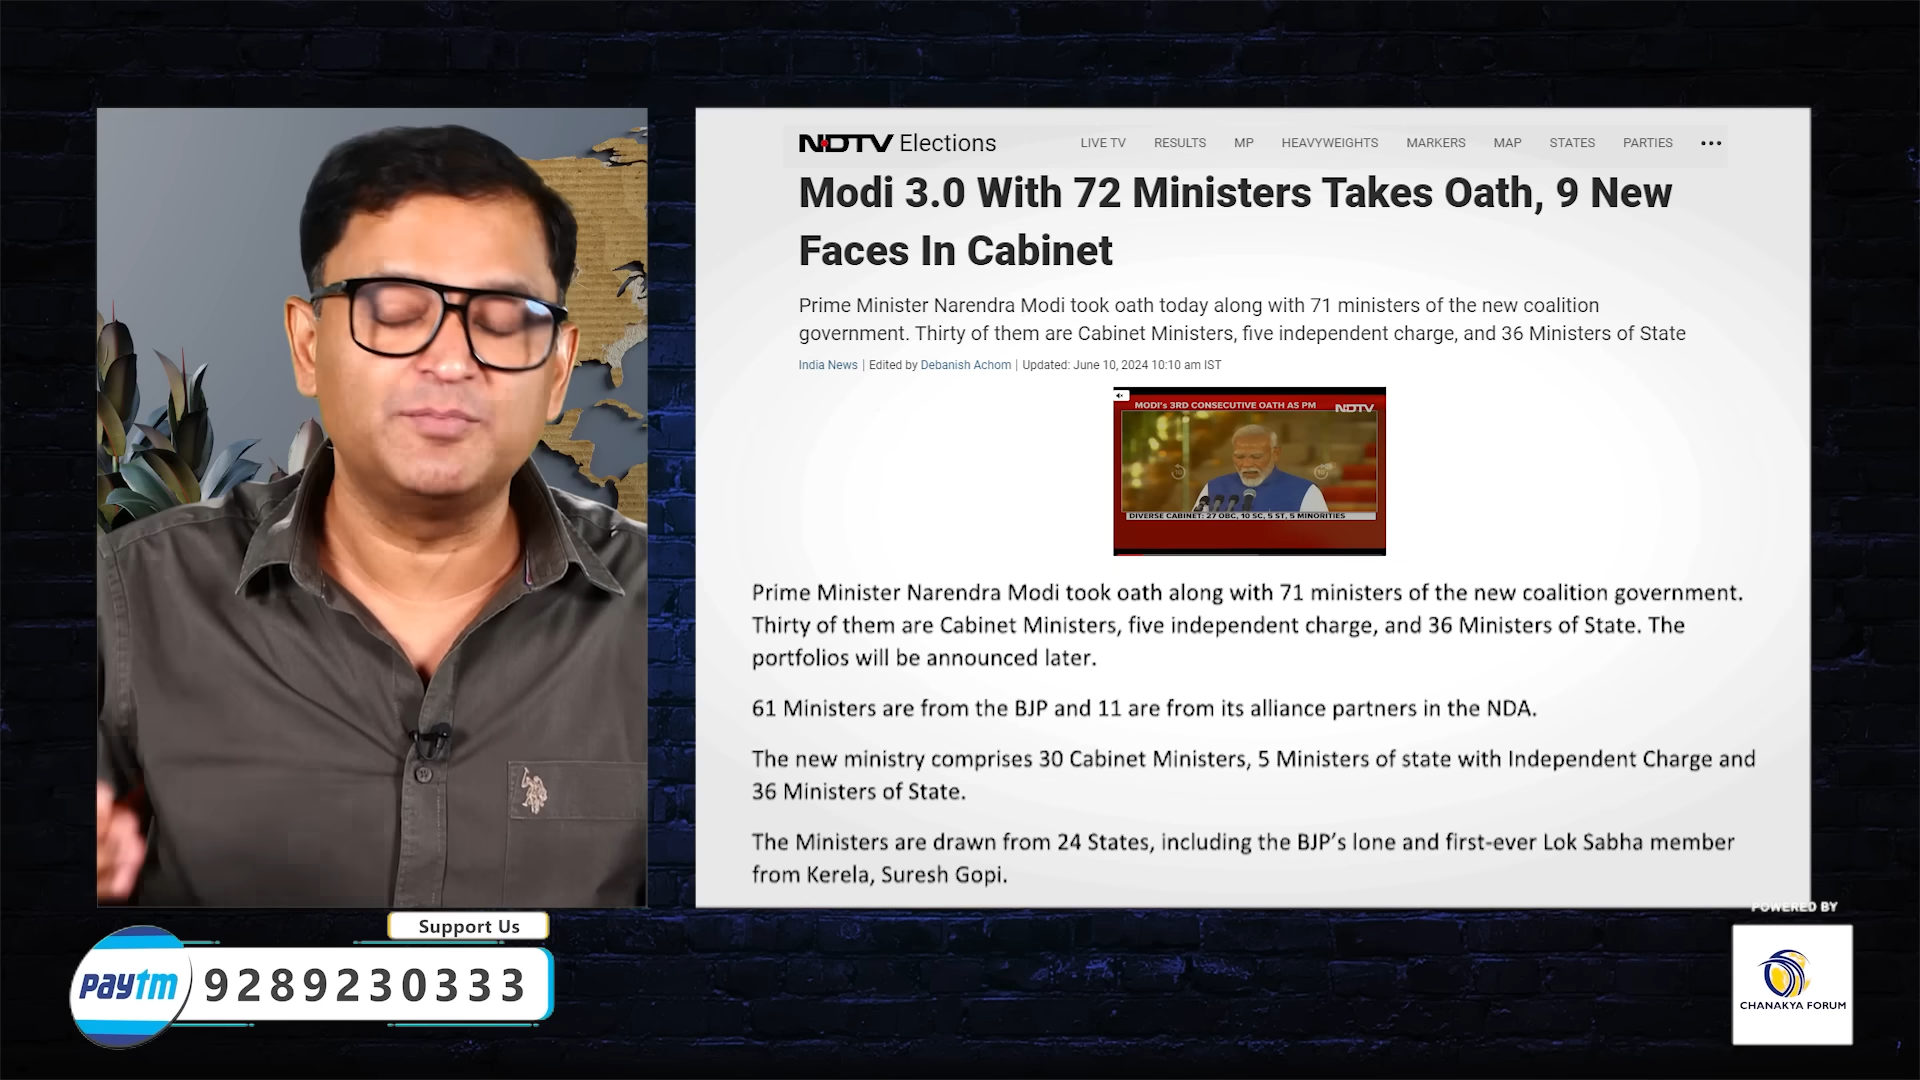 NDTV Elections
LIVE TV RESULTS MP HEAVYWEIGHTS MARKERS MAP STATES PARTIES
Modi 3.0 With 72 Ministers Takes Oath, 9 New
Faces In Cabinet
Prime Minister Narendra Modi took oath today along with 71 ministers of the new coalition
government. Thirty of them are Cabinet Ministers, five independent charge, and 36 Ministers of State
India News | Edited by Debanish Achom | Updated: June 10, 2024 10:10 am IST
MODI's 3RD CONSECUTIVE OATH AS PM
NDTV
10 10
DIVERSE CABINET: 27 OBC, 10 SC, 5 ST, 5 MINORITIES
Prime Minister Narendra Modi took oath along with 71 ministers of the new coalition government.
Thirty of them are Cabinet Ministers, five independent charge, and 36 Ministers of State. The
portfolios will be announced later.
61 Ministers are from the BJP and 11 are from its alliance partners in the NDA.
The new ministry comprises 30 Cabinet Ministers, 5 Ministers of state with Independent Charge and
36 Ministers of State.
The Ministers are drawn from 24 States, including the BJP's lone and first-ever Lok Sabha member
from Kerela, Suresh Gopi.
Support Us
paytm 9289230333
POWERED BY
CHANAKYA FORUM